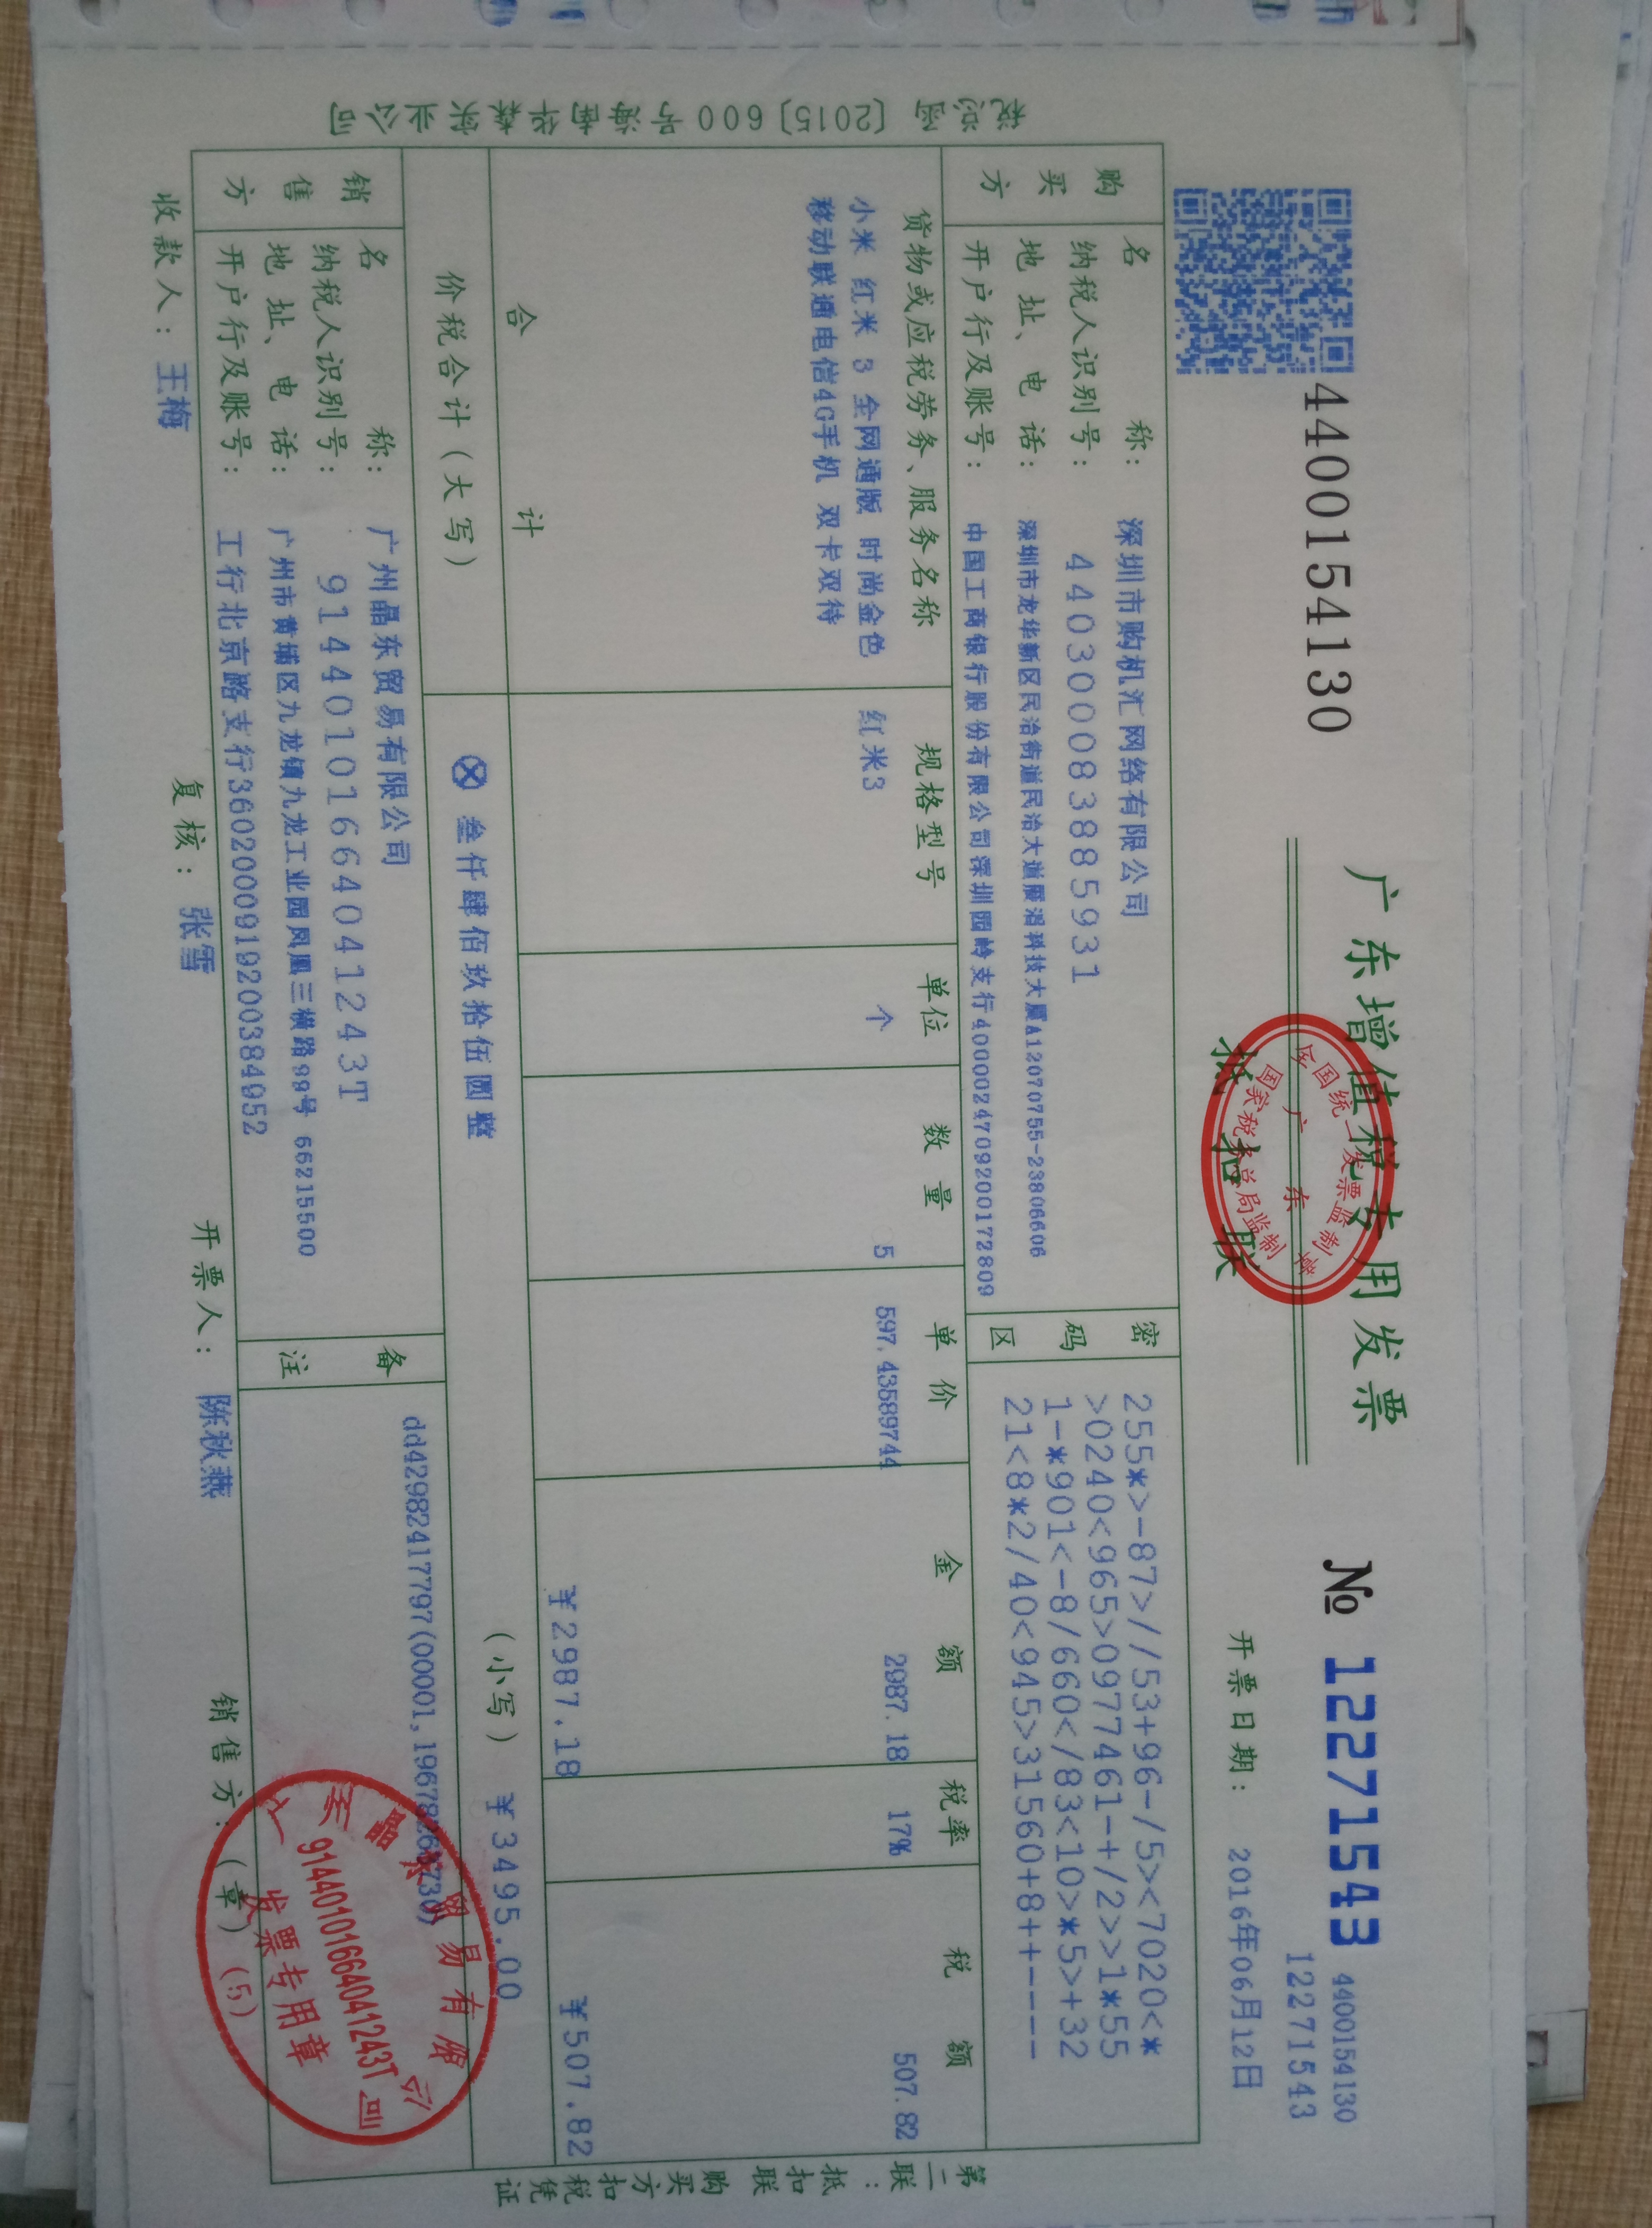 4400154130
广东增值税专用发票
抵扣联
№ 12271543
4400154130
12271543
开票日期: 2016年06月12日
全国统一发票监制章
广东
国家税务总局监制
税总函〔2015〕600号海南华森实业公司
购买方
名称: 深圳市购机汇网络有限公司
纳税人识别号: 440300083885931
地址、电话: 深圳市龙华新区民治街道民治大道展滔科技大厦A12070755-23806606
开户行及账号: 中国工商银行股份有限公司深圳园岭支行4000024709200172809
密码区
255*>-87>//53+96-/5><7020<*
>0240<965>0977461-+/2>>1*55
1-*901<-8/660</83<10>*5>+32
21<8*2/40<945>31560+8++----
货物或应税劳务、服务名称 规格型号 单位 数量 单价 金额 税率 税额
小米 红米 3 全网通版 时尚金色 红米3 个 5 597.43589744 2987.18 17% 507.82
移动联通电信4G手机 双卡双待
合计 ¥2987.18 ¥507.82
价税合计(大写) ⊗ 叁仟肆佰玖拾伍圆整 (小写) ¥3495.00
销售方
名称: 广州晶东贸易有限公司
纳税人识别号: 91440101664041243T
地址、电话: 广州市黄埔区九龙镇九龙工业园凤凰三横路99号 66215500
开户行及账号: 工行北京路支行3602000919200384952
备注
dd42982417797(00001,19678266730)
收款人: 王梅 复核: 张雪 开票人: 陈秋燕 销售方:(章)
广州晶东贸易有限公司
91440101664041243T
发票专用章
(5)
第二联:抵扣联 购买方扣税凭证